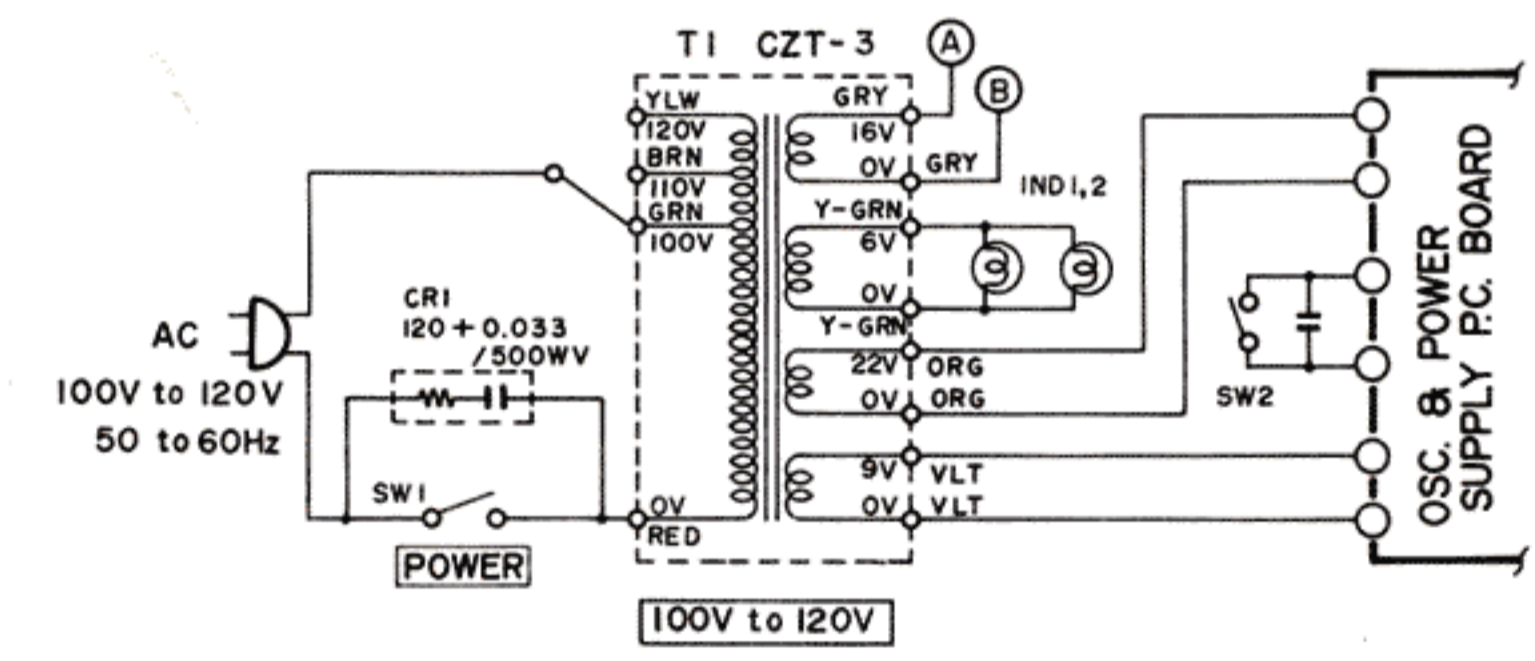 T1 CZT-3
A
B
YLW
120V
BRN
110V
GRN
100V
0V
RED
GRY
16V
0V
GRY
Y-GRN
6V
0V
Y-GRN
IND1,2
22V ORG
0V ORG
9V VLT
0V VLT
AC
100V to 120V
50 to 60Hz
CR1
120+0.033
/500WV
SW1
POWER
100V to 120V
SW2
OSC. & POWER
SUPPLY P.C. BOARD